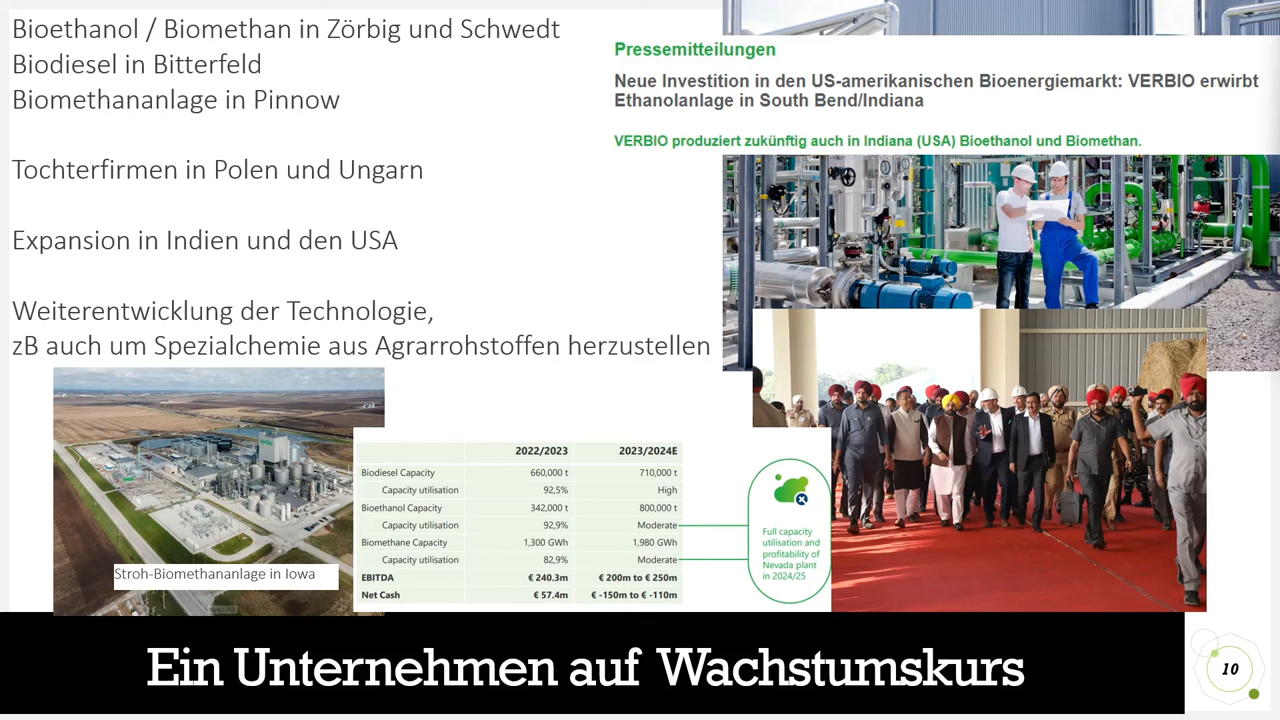 Bioethanol / Biomethan in Zörbig und Schwedt
Biodiesel in Bitterfeld
Biomethananlage in Pinnow
Tochterfirmen in Polen und Ungarn
Expansion in Indien und den USA
Weiterentwicklung der Technologie,
zB auch um Spezialchemie aus Agrarrohstoffen herzustellen
Pressemitteilungen
Neue Investition in den US-amerikanischen Bioenergiemarkt: VERBIO erwirbt
Ethanolanlage in South Bend/Indiana
VERBIO produziert zukünftig auch in Indiana (USA) Bioethanol und Biomethan.
Stroh-Biomethananlage in Iowa
2022/2023 2023/2024E
Biodiesel Capacity 660,000 t 710,000 t
Capacity utilisation 92,5% High
Bioethanol Capacity 342,000 t 800,000 t
Capacity utilisation 92,9% Moderate
Biomethane Capacity 1,300 GWh 1,980 GWh
Capacity utilisation 82,9% Moderate
EBITDA € 240.3m € 200m to € 250m
Net Cash € 57.4m € -150m to € -110m
Full capacity
utilisation and
profitability of
Nevada plant
in 2024/25
Ein Unternehmen auf Wachstumskurs
10